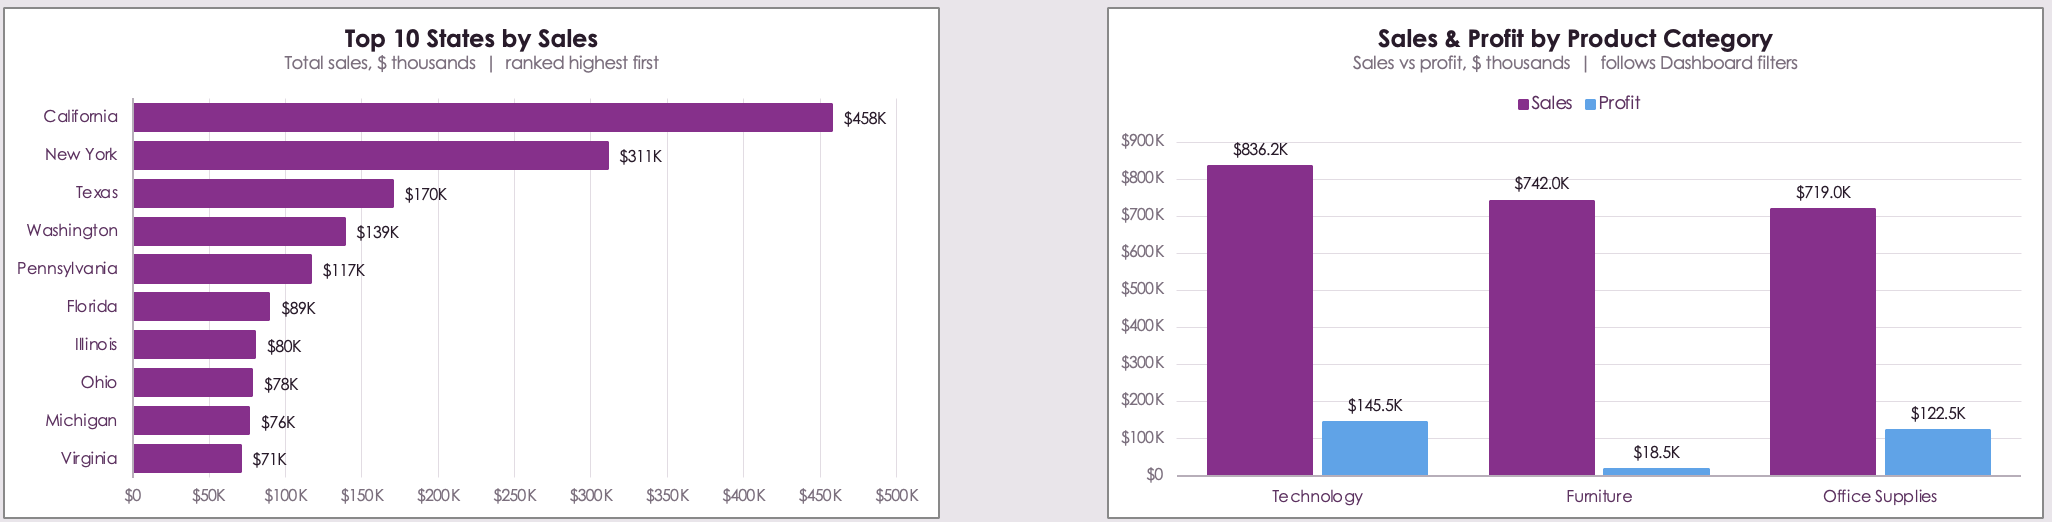 Top 10 States by Sales
Total sales, $ thousands | ranked highest first
California $458K
New York $311K
Texas $170K
Washington $139K
Pennsylvania $117K
Florida $89K
Illinois $80K
Ohio $78K
Michigan $76K
Virginia $71K
$0 $50K $100K $150K $200K $250K $300K $350K $400K $450K $500K
Sales & Profit by Product Category
Sales vs profit, $ thousands | follows Dashboard filters
Sales Profit
$900K
$800K
$700K
$600K
$500K
$400K
$300K
$200K
$100K
$0
$836.2K
$145.5K
$742.0K
$18.5K
$719.0K
$122.5K
Technology Furniture Office Supplies